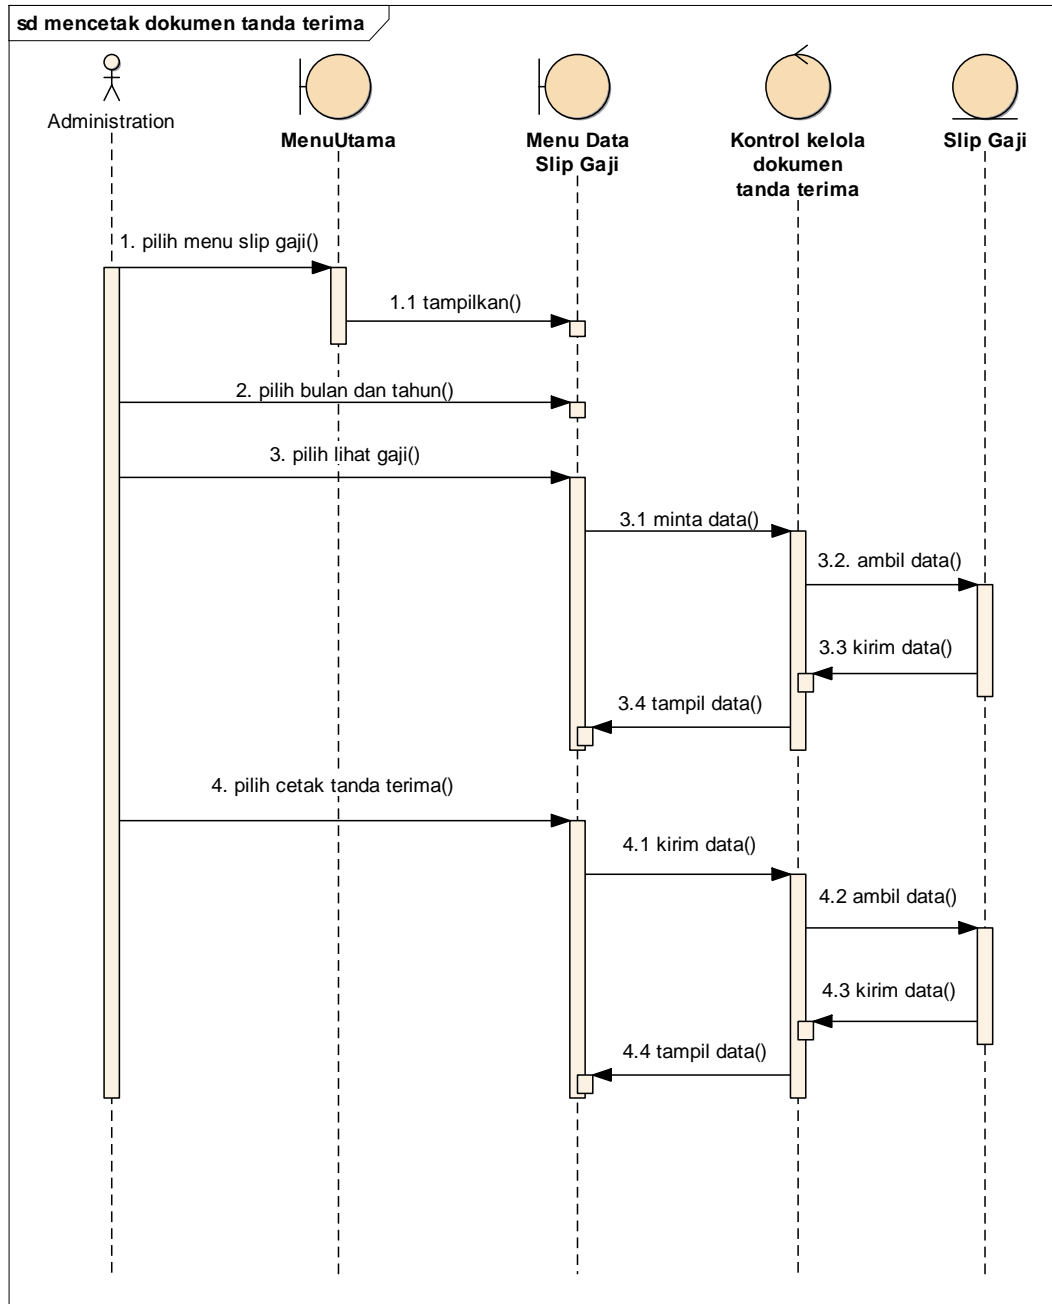 sd mencetak dokumen tanda terima
Administration
MenuUtama
Menu Data
Slip Gaji
Kontrol kelola
dokumen
tanda terima
Slip Gaji
1. pilih menu slip gaji()
1.1 tampilkan()
2. pilih bulan dan tahun()
3. pilih lihat gaji()
3.1 minta data()
3.2. ambil data()
3.3 kirim data()
3.4 tampil data()
4. pilih cetak tanda terima()
4.1 kirim data()
4.2 ambil data()
4.3 kirim data()
4.4 tampil data()